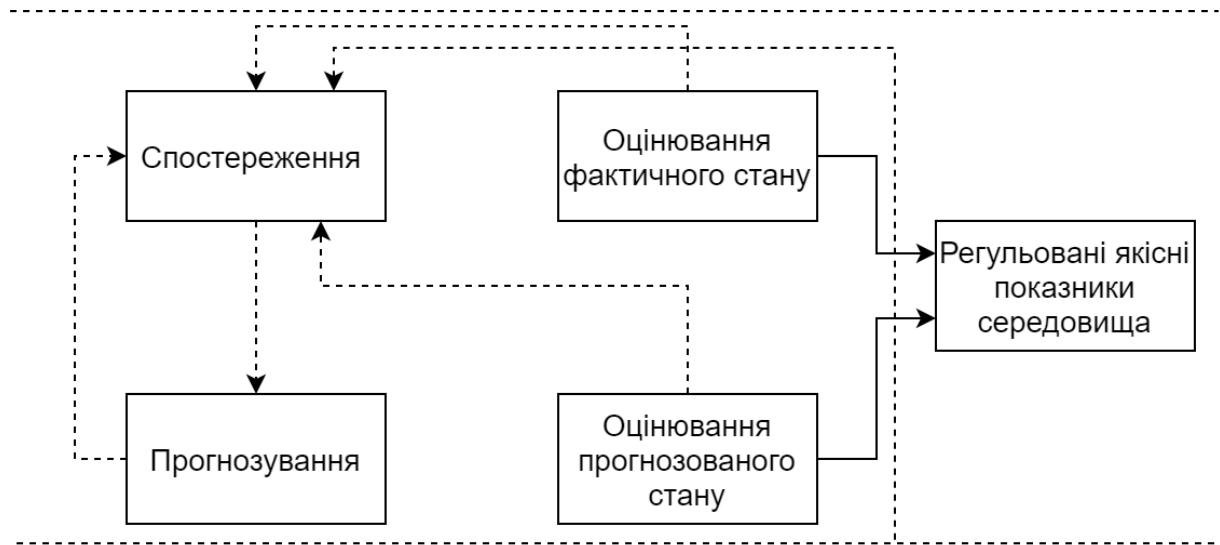 Спостереження
Оцінювання
фактичного стану
Регульовані якісні
показники
середовища
Прогнозування
Оцінювання
прогнозованого
стану